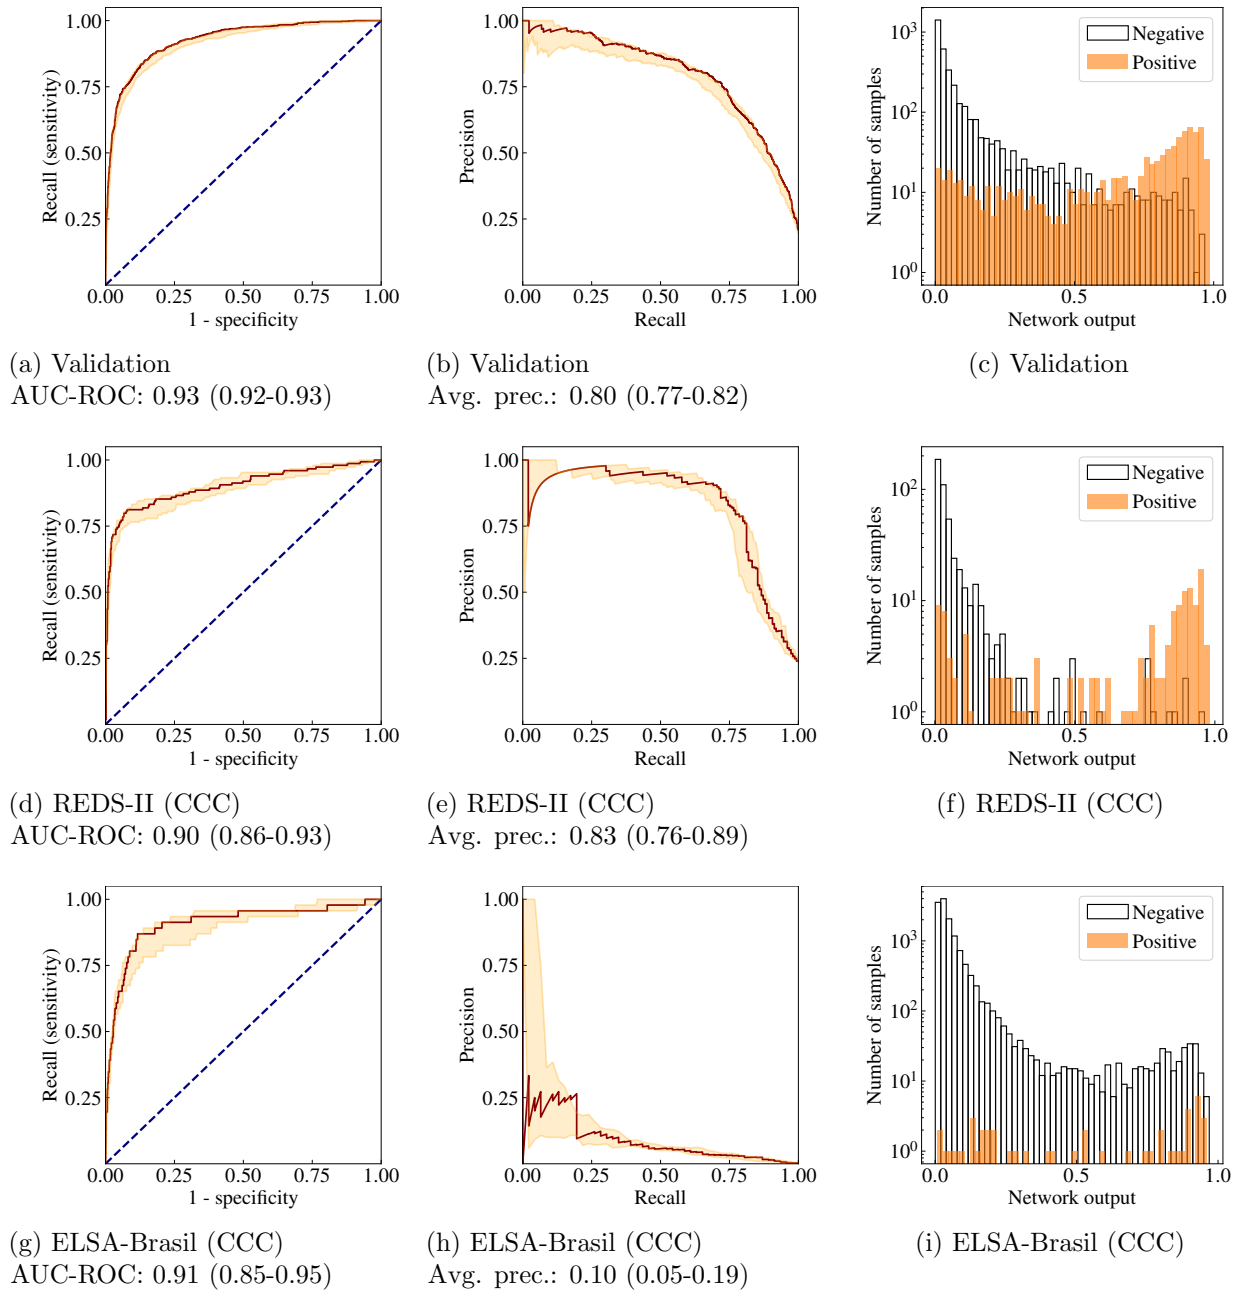 1.00
0.75
0.50
0.25
Recall (sensitivity)
0.00 0.25 0.50 0.75 1.00
1 - specificity
(a) Validation
AUC-ROC: 0.93 (0.92-0.93)
1.00
0.75
0.50
0.25
Precision
0.00 0.25 0.50 0.75 1.00
Recall
(b) Validation
Avg. prec.: 0.80 (0.77-0.82)
10³
10²
10¹
10⁰
Number of samples
Negative
Positive
0.0 0.5 1.0
Network output
(c) Validation
1.00
0.75
0.50
0.25
Recall (sensitivity)
0.00 0.25 0.50 0.75 1.00
1 - specificity
(d) REDS-II (CCC)
AUC-ROC: 0.90 (0.86-0.93)
1.00
0.75
0.50
0.25
Precision
0.00 0.25 0.50 0.75 1.00
Recall
(e) REDS-II (CCC)
Avg. prec.: 0.83 (0.76-0.89)
10²
10¹
10⁰
Number of samples
Negative
Positive
0.0 0.5 1.0
Network output
(f) REDS-II (CCC)
1.00
0.75
0.50
0.25
Recall (sensitivity)
0.00 0.25 0.50 0.75 1.00
1 - specificity
(g) ELSA-Brasil (CCC)
AUC-ROC: 0.91 (0.85-0.95)
1.00
0.75
0.50
0.25
Precision
0.00 0.25 0.50 0.75 1.00
Recall
(h) ELSA-Brasil (CCC)
Avg. prec.: 0.10 (0.05-0.19)
10³
10²
10¹
10⁰
Number of samples
Negative
Positive
0.0 0.5 1.0
Network output
(i) ELSA-Brasil (CCC)